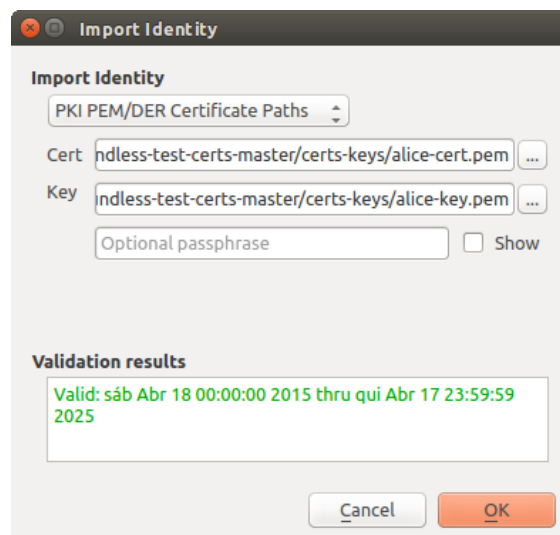 Import Identity
Import Identity
PKI PEM/DER Certificate Paths
Cert ndless-test-certs-master/certs-keys/alice-cert.pem ...
Key ndless-test-certs-master/certs-keys/alice-key.pem ...
Optional passphrase Show
Validation results
Valid: sáb Abr 18 00:00:00 2015 thru qui Abr 17 23:59:59
2025
Cancel OK